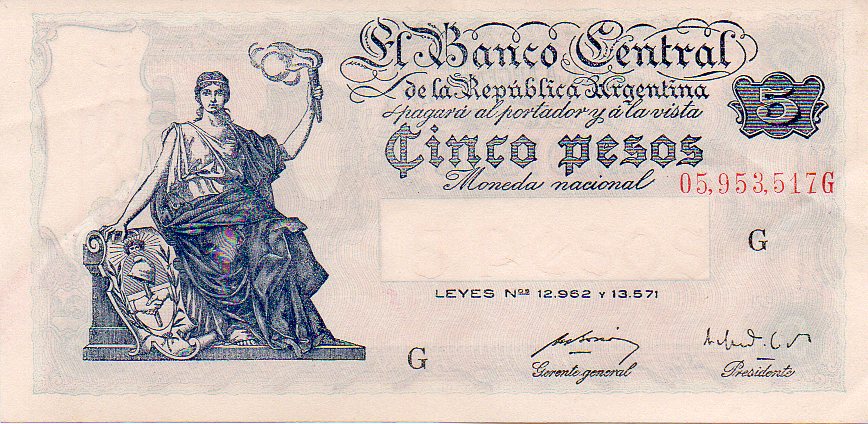 El Banco Central
de la República Argentina
pagará al portador y á la vista
5
Cinco pesos
Moneda nacional
05,953,517G
G
LEYES Nos 12.962 Y 13.571
G
Gerente general
Presidente